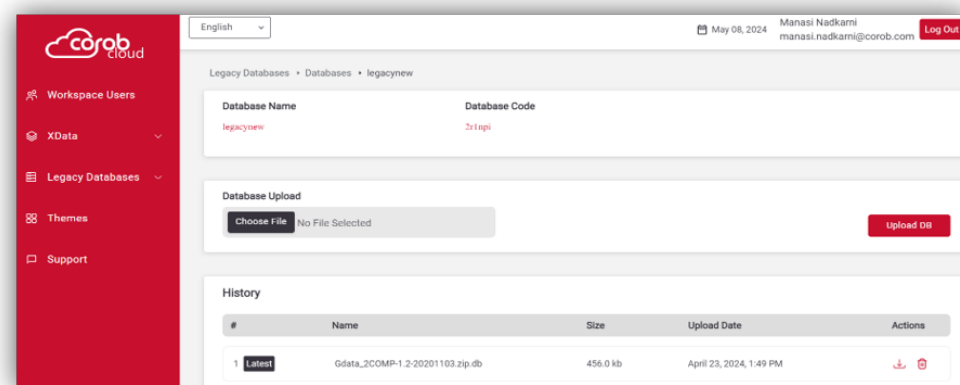 corob
cloud
English
May 08, 2024
Manasi Nadkarni
manasi.nadkarni@corob.com
Log Out
Workspace Users
XData
Legacy Databases
Themes
Support
Legacy Databases • Databases • legacynew
Database Name Database Code
legacynew 2r1npi
Database Upload
Choose File No File Selected
Upload DB
History
# Name Size Upload Date Actions
1 Latest Gdata_2COMP-1.2-20201103.zip.db 456.0 kb April 23, 2024, 1:49 PM